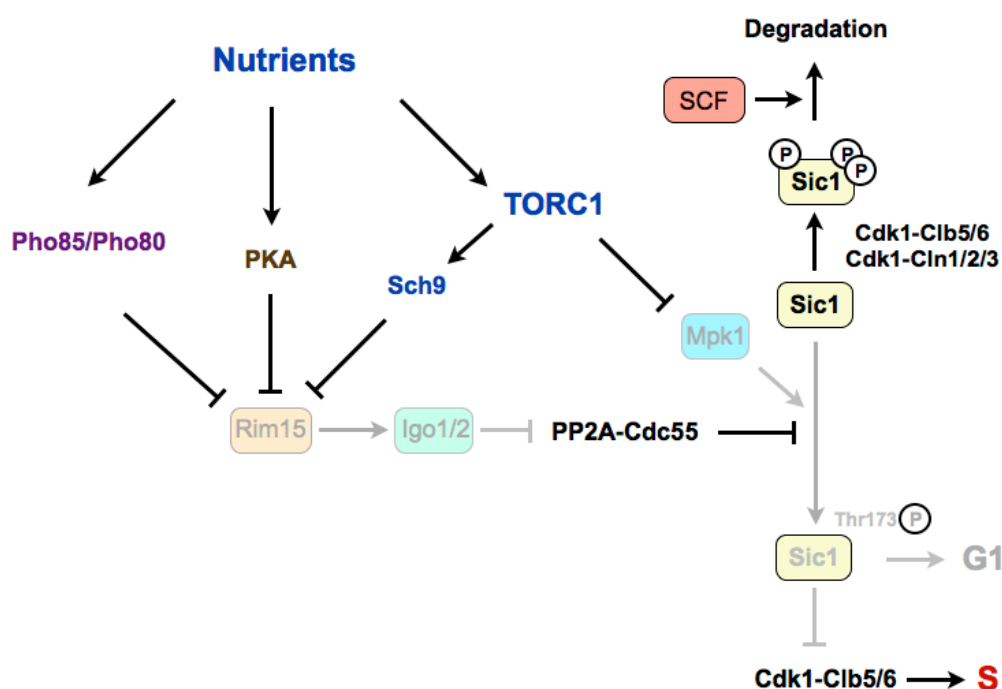 Degradation
Nutrients
SCF
P
P
P
Sic1
TORC1
Pho85/Pho80
PKA
Cdk1-Clb5/6
Cdk1-Cln1/2/3
Sch9
Sic1
Mpk1
Rim15
Igo1/2
PP2A-Cdc55
Thr173 P
Sic1
G1
Cdk1-Clb5/6
S